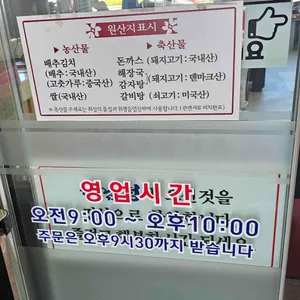 원산지표시
농산물
배추김치
(배추:국내산)
(고춧가루:중국산)
쌀(국내산)
축산물
돈까스 (돼지고기:국내산)
해장국
감자탕 (돼지고기:덴마크산)
갈비탕 (쇠고기:미국산)
요
영업시간
것을
오전9:00 ~ 오후10:00
주문은 오후9시30까지 받습니다